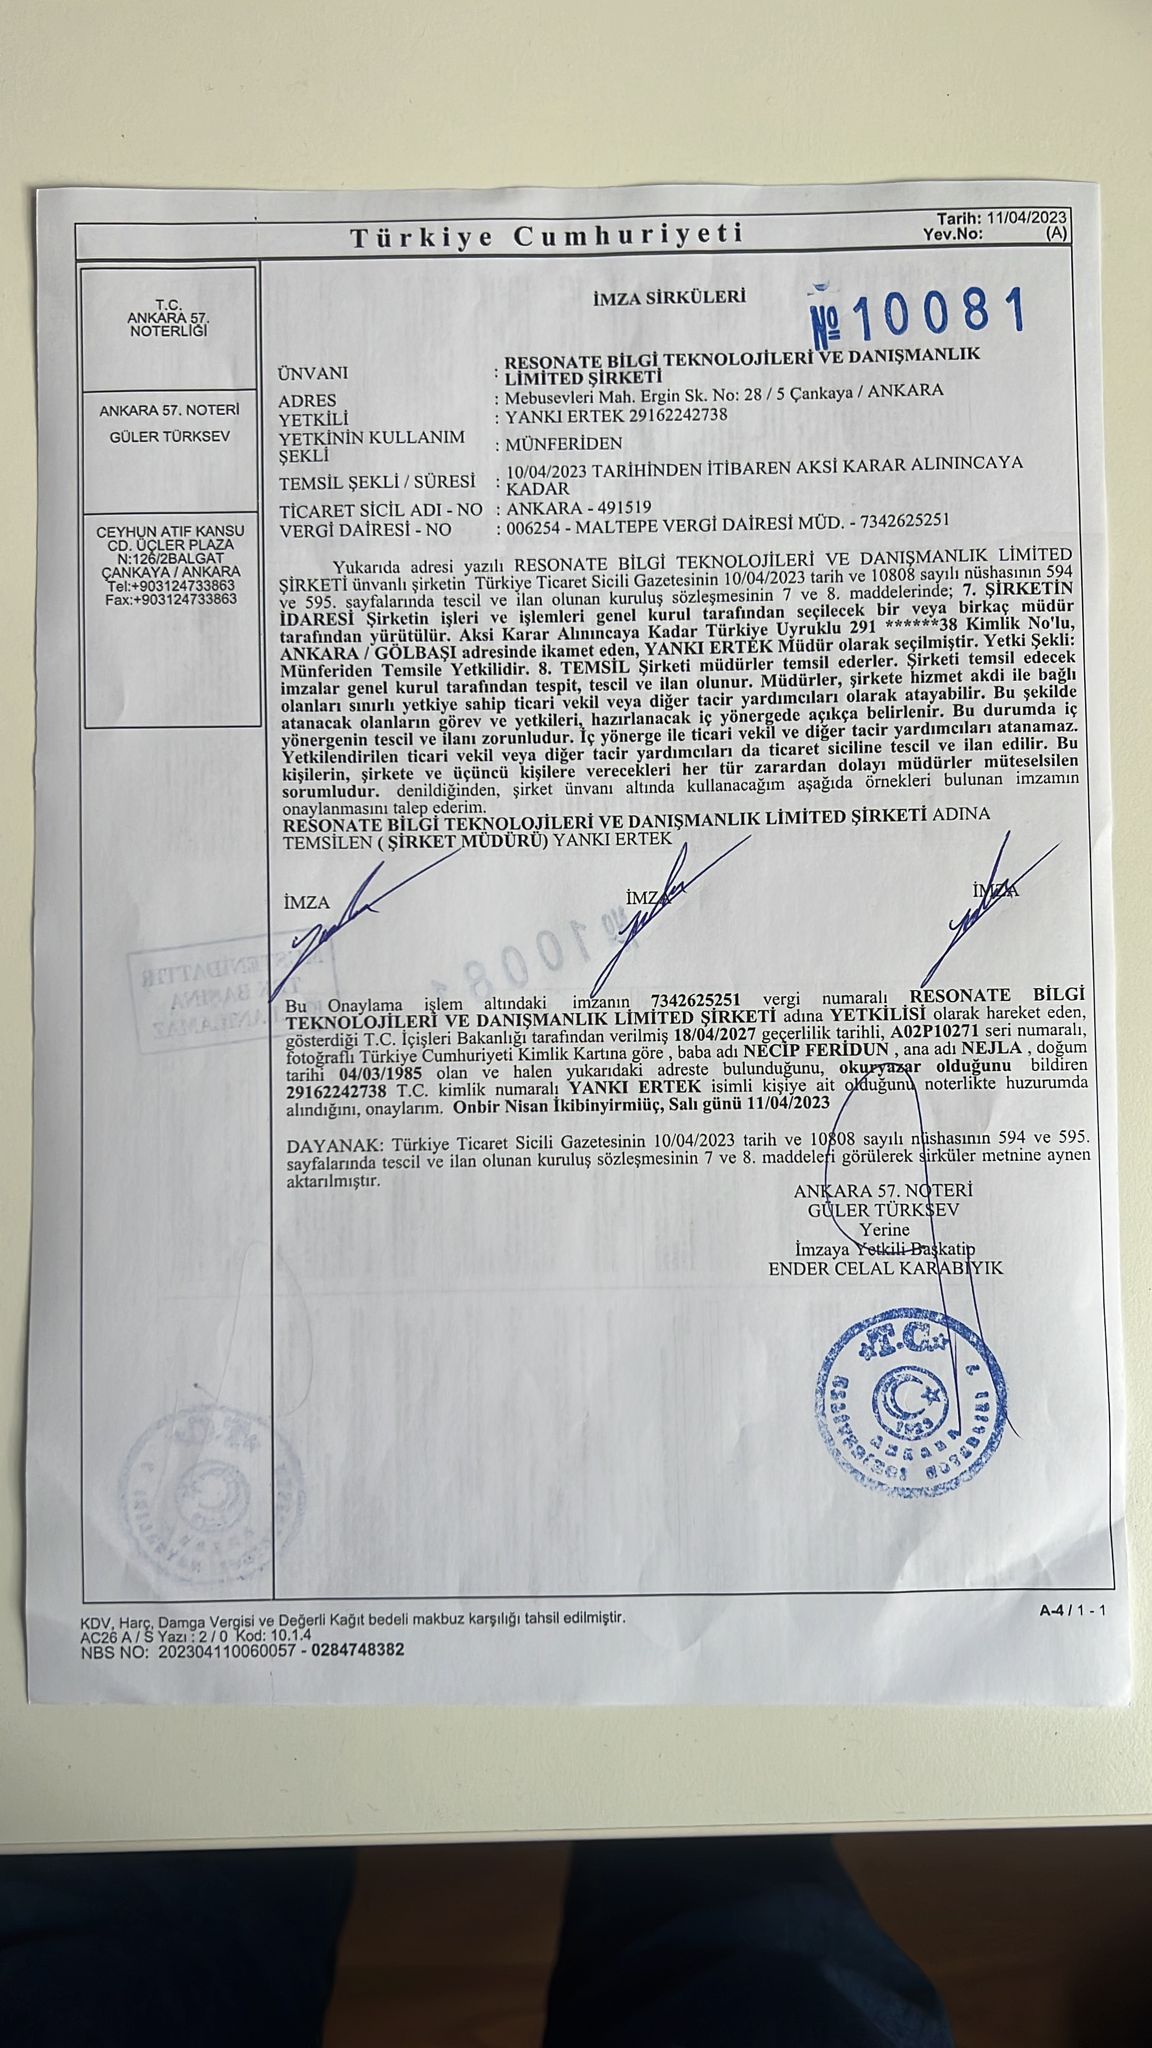 Türkiye Cumhuriyeti
Tarih: 11/04/2023
Yev.No: (A)
T.C.
ANKARA 57.
NOTERLİĞİ
ANKARA 57. NOTERİ
GÜLER TÜRKSEV
CEYHUN ATIF KANSU
CD. ÜÇLER PLAZA
N:126/2BALGAT
ÇANKAYA / ANKARA
Tel:+903124733863
Fax:+903124733863
İMZA SİRKÜLERİ
№ 10081
ÜNVANI : RESONATE BİLGİ TEKNOLOJİLERİ VE DANIŞMANLIK
LİMİTED ŞİRKETİ
ADRES : Mebusevleri Mah. Ergin Sk. No: 28 / 5 Çankaya / ANKARA
YETKİLİ : YANKI ERTEK 29162242738
YETKİNİN KULLANIM
ŞEKLİ : MÜNFERİDEN
TEMSİL ŞEKLİ / SÜRESİ : 10/04/2023 TARİHİNDEN İTİBAREN AKSİ KARAR ALININCAYA
KADAR
TİCARET SİCİL ADI - NO : ANKARA - 491519
VERGİ DAİRESİ - NO : 006254 - MALTEPE VERGİ DAİRESİ MÜD. - 7342625251
Yukarıda adresi yazılı RESONATE BİLGİ TEKNOLOJİLERİ VE DANIŞMANLIK LİMİTED
ŞİRKETİ ünvanlı şirketin Türkiye Ticaret Sicili Gazetesinin 10/04/2023 tarih ve 10808 sayılı nüshasının 594
ve 595. sayfalarında tescil ve ilan olunan kuruluş sözleşmesinin 7 ve 8. maddelerinde; 7. ŞİRKETİN
İDARESİ Şirketin işleri ve işlemleri genel kurul tarafından seçilecek bir veya birkaç müdür
tarafından yürütülür. Aksi Karar Alınıncaya Kadar Türkiye Uyruklu 291 ******38 Kimlik No'lu,
ANKARA / GÖLBAŞI adresinde ikamet eden, YANKI ERTEK Müdür olarak seçilmiştir. Yetki Şekli:
Münferiden Temsile Yetkilidir. 8. TEMSİL Şirketi müdürler temsil ederler. Şirketi temsil edecek
imzalar genel kurul tarafından tespit, tescil ve ilan olunur. Müdürler, şirkete hizmet akdi ile bağlı
olanları sınırlı yetkiye sahip ticari vekil veya diğer tacir yardımcıları olarak atayabilir. Bu şekilde
atanacak olanların görev ve yetkileri, hazırlanacak iç yönergede açıkça belirlenir. Bu durumda iç
yönergenin tescil ve ilanı zorunludur. İç yönerge ile ticari vekil ve diğer tacir yardımcıları atanamaz.
Yetkilendirilen ticari vekil veya diğer tacir yardımcıları da ticaret siciline tescil ve ilan edilir. Bu
kişilerin, şirkete ve üçüncü kişilere verecekleri her tür zarardan dolayı müdürler müteselsilen
sorumludur. denildiğinden, şirket ünvanı altında kullanacağım aşağıda örnekleri bulunan imzamın
onaylanmasını talep ederim.
RESONATE BİLGİ TEKNOLOJİLERİ VE DANIŞMANLIK LİMİTED ŞİRKETİ ADINA
TEMSİLEN ( ŞİRKET MÜDÜRÜ) YANKI ERTEK
İMZA İMZA İMZA
Bu Onaylama işlem altındaki imzanın 7342625251 vergi numaralı RESONATE BİLGİ
TEKNOLOJİLERİ VE DANIŞMANLIK LİMİTED ŞİRKETİ adına YETKİLİSİ olarak hareket eden,
gösterdiği T.C. İçişleri Bakanlığı tarafından verilmiş 18/04/2027 geçerlilik tarihli, A02P10271 seri numaralı,
fotoğraflı Türkiye Cumhuriyeti Kimlik Kartına göre , baba adı NECİP FERİDUN , ana adı NEJLA , doğum
tarihi 04/03/1985 olan ve halen yukarıdaki adreste bulunduğunu, okuryazar olduğunu bildiren
29162242738 T.C. kimlik numaralı YANKI ERTEK isimli kişiye ait olduğunu noterlikte huzurumda
alındığını, onaylarım. Onbir Nisan İkibinyirmiüç, Salı günü 11/04/2023
DAYANAK: Türkiye Ticaret Sicili Gazetesinin 10/04/2023 tarih ve 10808 sayılı nüshasının 594 ve 595.
sayfalarında tescil ve ilan olunan kuruluş sözleşmesinin 7 ve 8. maddeleri görülerek sirküler metnine aynen
aktarılmıştır.
ANKARA 57. NOTERİ
GÜLER TÜRKSEV
Yerine
İmzaya Yetkili Başkatip
ENDER CELAL KARABIYIK
T.C.
1923
ANKARA
KDV, Harç, Damga Vergisi ve Değerli Kağıt bedeli makbuz karşılığı tahsil edilmiştir.
AC26 A / S Yazı : 2 / 0 Kod: 10.1.4
NBS NO: 202304110060057 - 0284748382
A-4 / 1 - 1